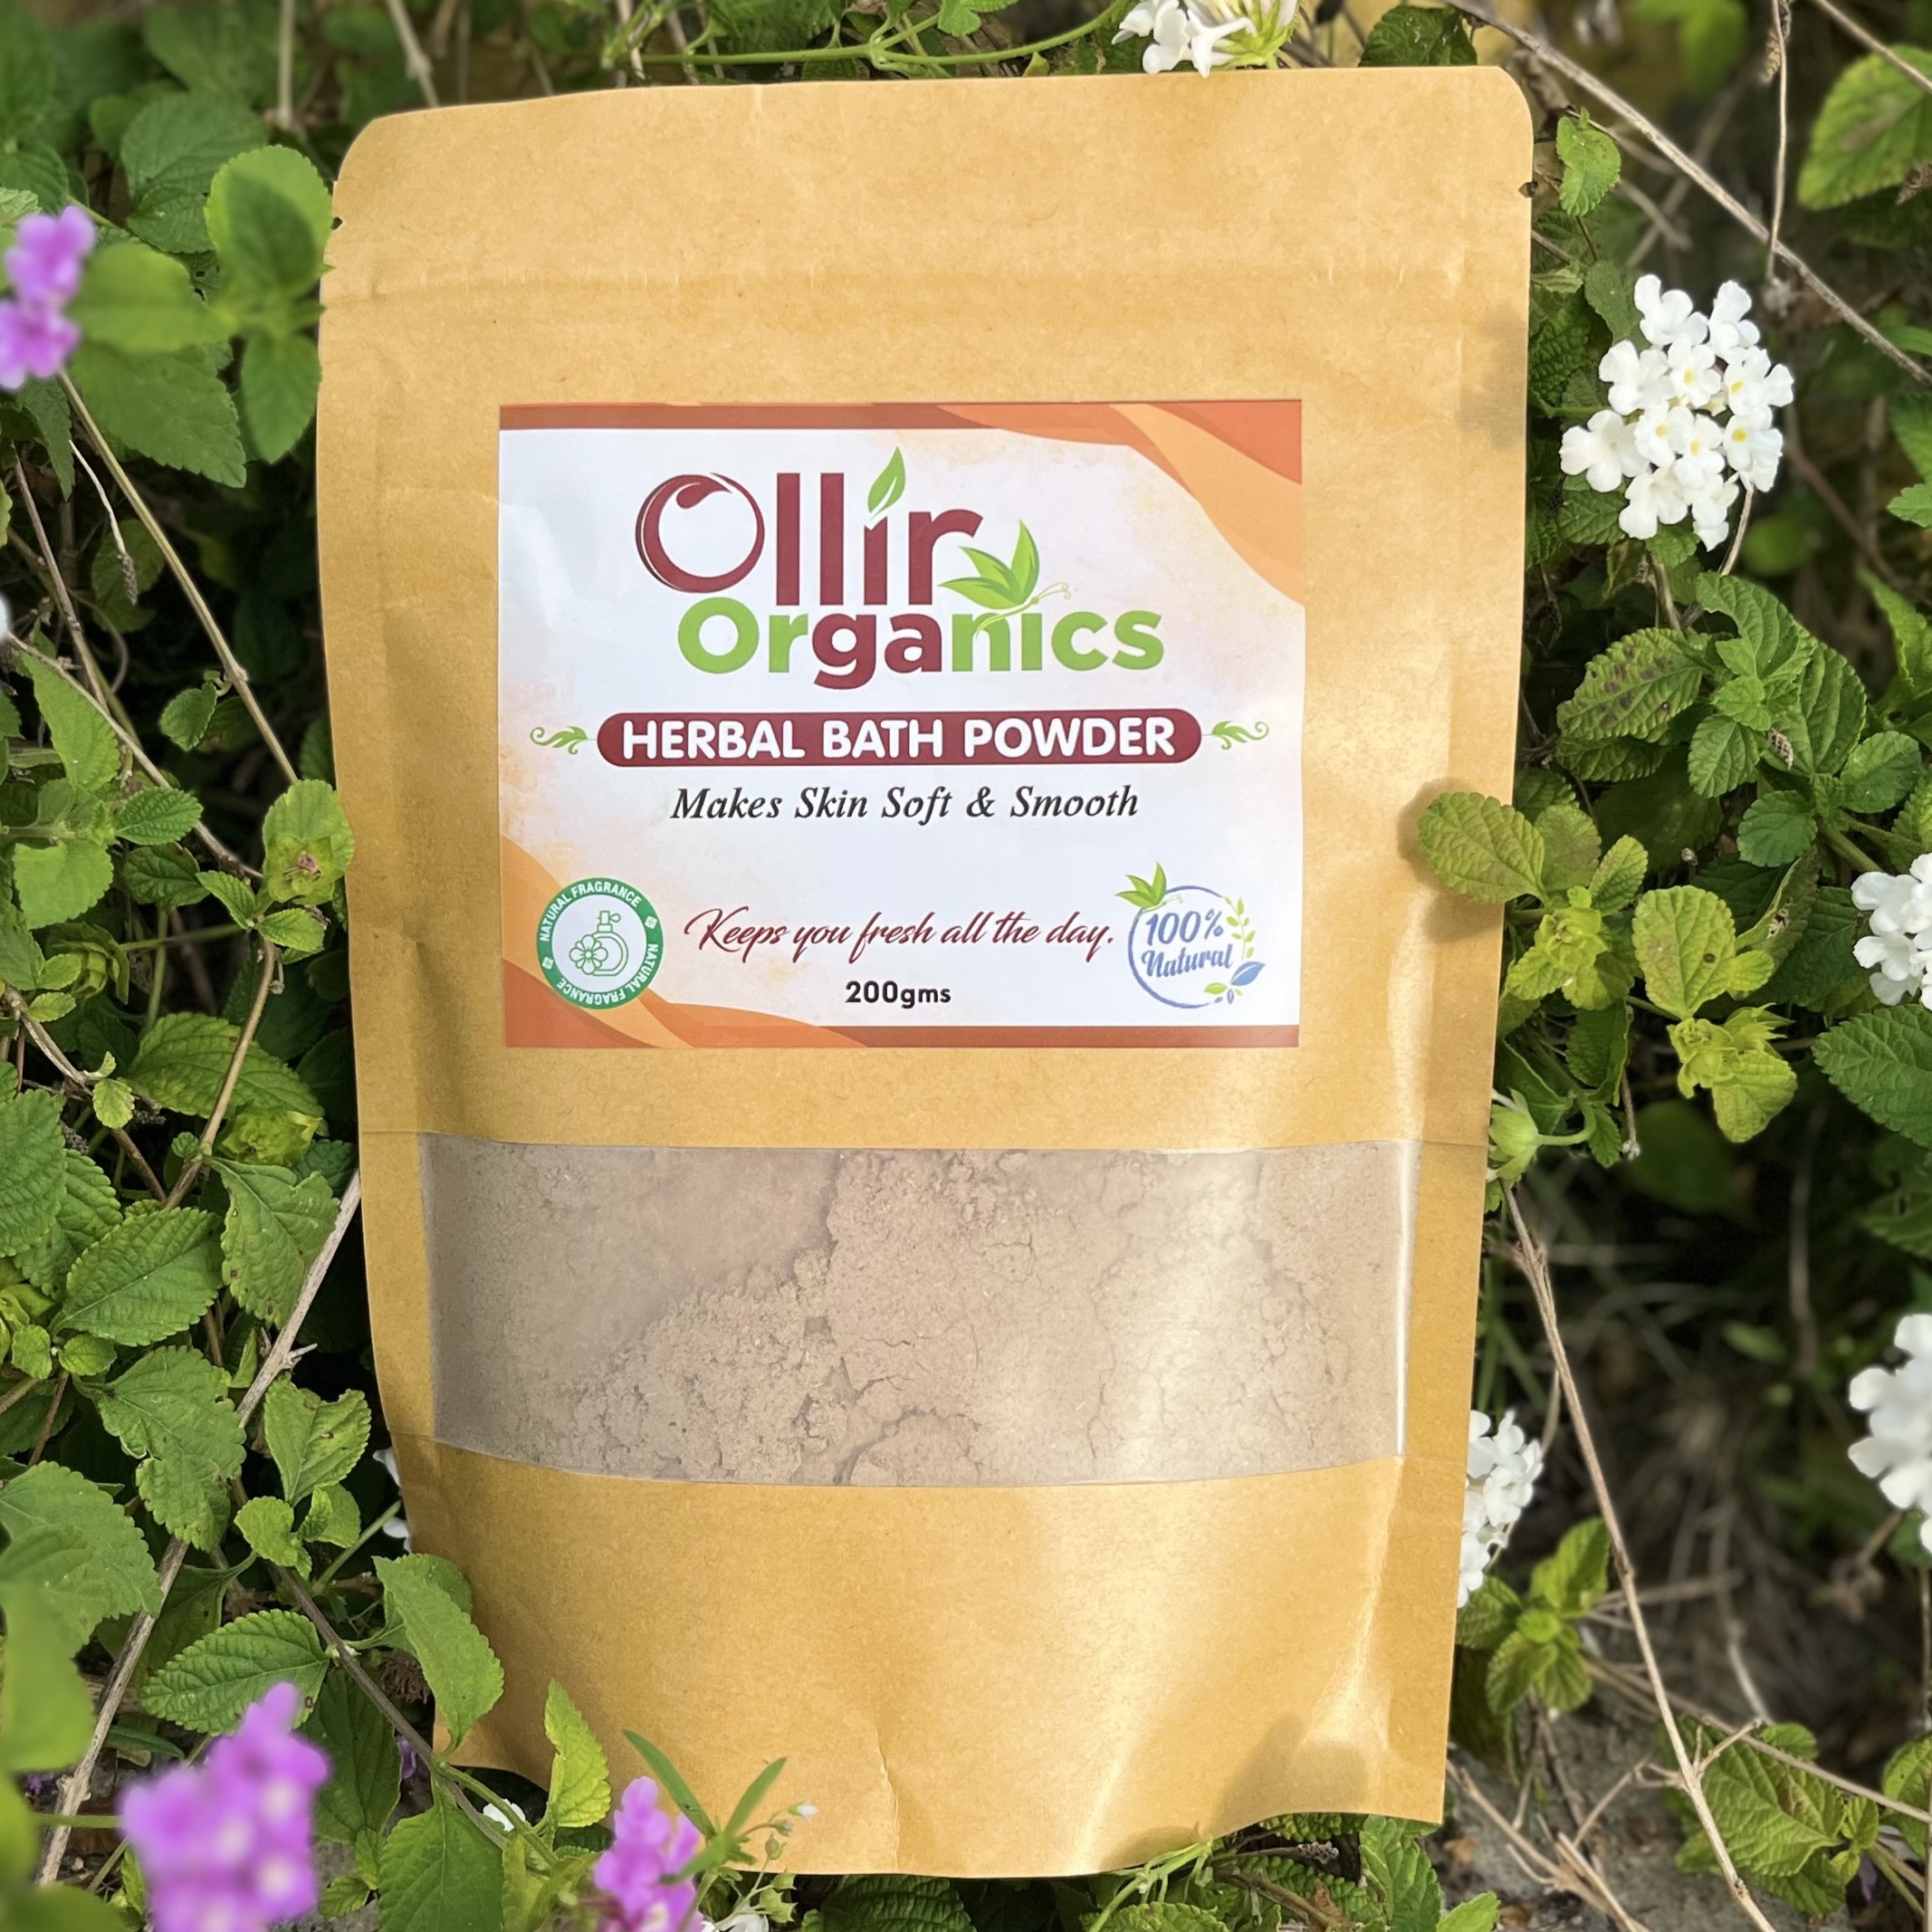 Ollir
Organics
HERBAL BATH POWDER
Makes Skin Soft & Smooth
NATURAL FRAGRANCE
NATURAL FRAGRANCE
Keeps you fresh all the day.
100%
Natural
200gms